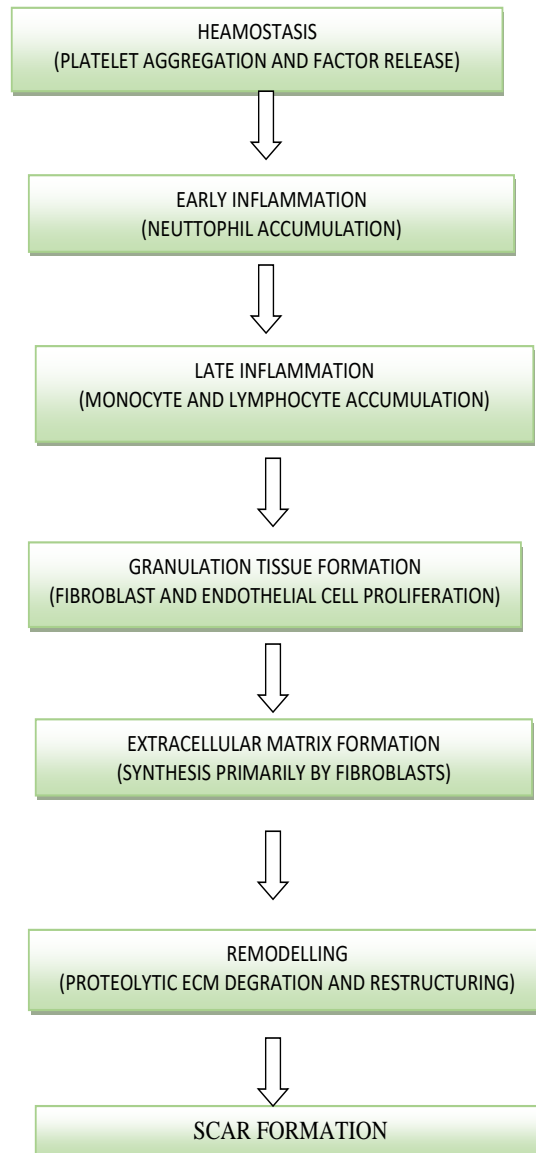 HEAMOSTASIS
(PLATELET AGGREGATION AND FACTOR RELEASE)
EARLY INFLAMMATION
(NEUTTOPHIL ACCUMULATION)
LATE INFLAMMATION
(MONOCYTE AND LYMPHOCYTE ACCUMULATION)
GRANULATION TISSUE FORMATION
(FIBROBLAST AND ENDOTHELIAL CELL PROLIFERATION)
EXTRACELLULAR MATRIX FORMATION
(SYNTHESIS PRIMARILY BY FIBROBLASTS)
REMODELLING
(PROTEOLYTIC ECM DEGRATION AND RESTRUCTURING)
SCAR FORMATION